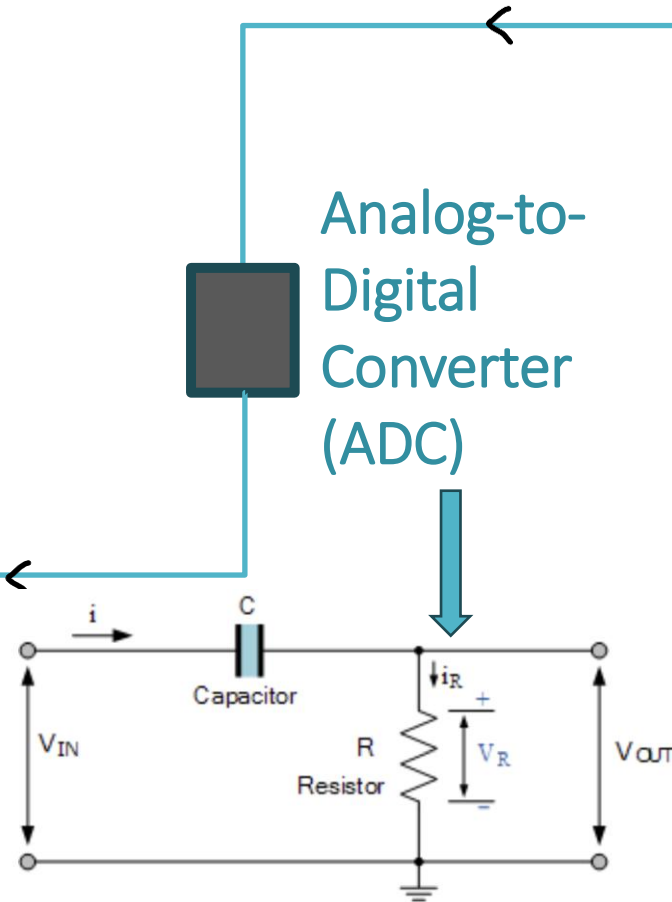 Analog-to-
Digital
Converter
(ADC)
i
C
Capacitor
iR
+
VIN
R
VR
VOUT
Resistor
-